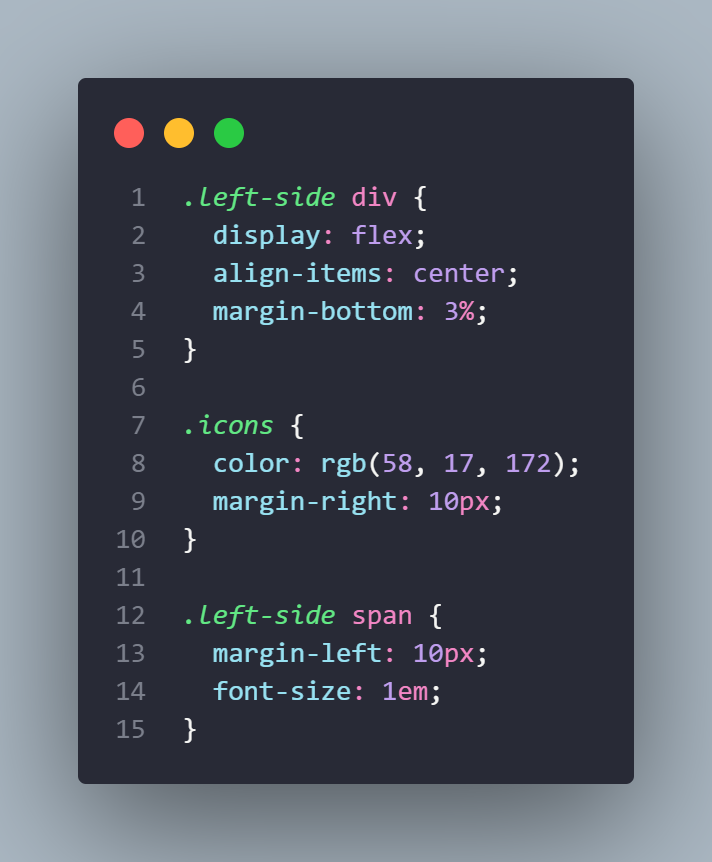 1 .left-side div {
2   display: flex;
3   align-items: center;
4   margin-bottom: 3%;
5 }
6
7 .icons {
8   color: rgb(58, 17, 172);
9   margin-right: 10px;
10 }
11
12 .left-side span {
13   margin-left: 10px;
14   font-size: 1em;
15 }